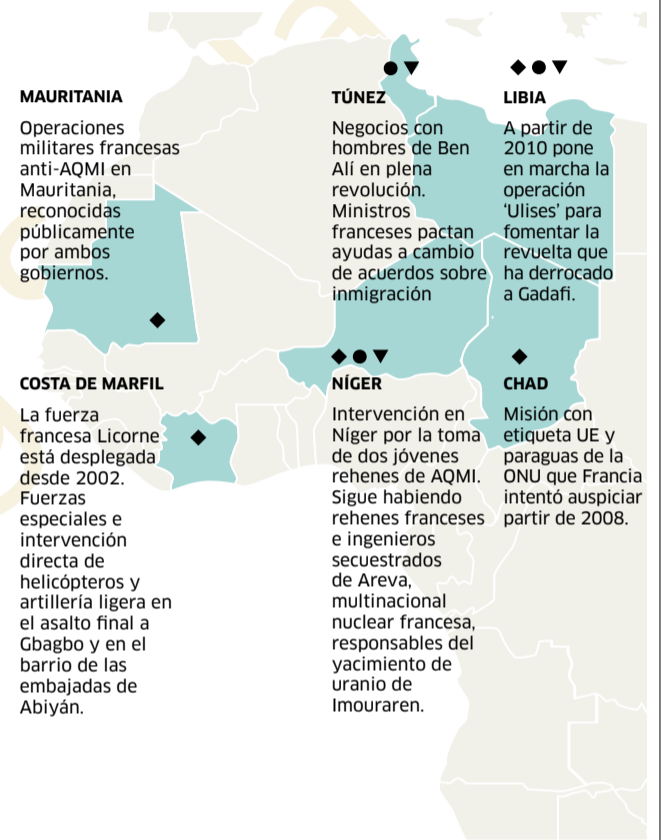 MAURITANIA
Operaciones
militares francesas
anti-AQMI en
Mauritania,
reconocidas
públicamente
por ambos
gobiernos.
TÚNEZ
Negocios con
hombres de Ben
Alí en plena
revolución.
Ministros
franceses pactan
ayudas a cambio
de acuerdos sobre
inmigración
LIBIA
A partir de
2010 pone
en marcha la
operación
‘Ulises’ para
fomentar la
revuelta que
ha derrocado
a Gadafi.
COSTA DE MARFIL
La fuerza
francesa Licorne
está desplegada
desde 2002.
Fuerzas
especiales e
intervención
directa de
helicópteros y
artillería ligera en
el asalto final a
Gbagbo y en el
barrio de las
embajadas de
Abiyán.
NÍGER
Intervención en
Níger por la toma
de dos jóvenes
rehenes de AQMI.
Sigue habiendo
rehenes franceses
e ingenieros
secuestrados
de Areva,
multinacional
nuclear francesa,
responsables del
yacimiento de
uranio de
Imouraren.
CHAD
Misión con
etiqueta UE y
paraguas de la
ONU que Francia
intentó auspiciar
partir de 2008.